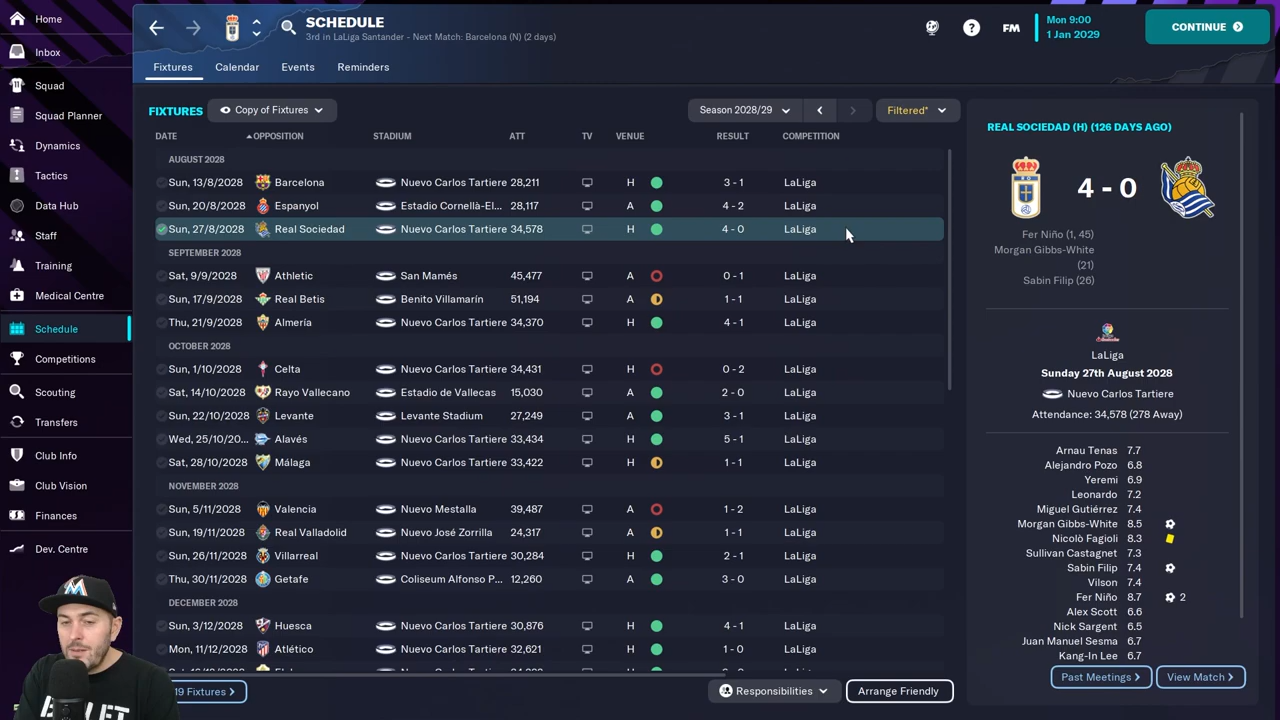 Home
Inbox
Squad
Squad Planner
Dynamics
Tactics
Data Hub
Staff
Training
Medical Centre
Schedule
Competitions
Scouting
Transfers
Club Info
Club Vision
Finances
Dev. Centre
SCHEDULE
3rd in LaLiga Santander - Next Match: Barcelona (N) (2 days)
FM
Mon 9:00
1 Jan 2029
CONTINUE
Fixtures Calendar Events Reminders
FIXTURES Copy of Fixtures Season 2028/29 Filtered*
DATE OPPOSITION STADIUM ATT TV VENUE RESULT COMPETITION
AUGUST 2028
Sun, 13/8/2028 Barcelona Nuevo Carlos Tartiere 28,211 H 3 - 1 LaLiga
Sun, 20/8/2028 Espanyol Estadio Cornellà-El... 28,117 A 4 - 2 LaLiga
Sun, 27/8/2028 Real Sociedad Nuevo Carlos Tartiere 34,578 H 4 - 0 LaLiga
SEPTEMBER 2028
Sat, 9/9/2028 Athletic San Mamés 45,477 A 0 - 1 LaLiga
Sun, 17/9/2028 Real Betis Benito Villamarín 51,194 A 1 - 1 LaLiga
Thu, 21/9/2028 Almería Nuevo Carlos Tartiere 34,370 H 4 - 1 LaLiga
OCTOBER 2028
Sun, 1/10/2028 Celta Nuevo Carlos Tartiere 34,431 H 0 - 2 LaLiga
Sat, 14/10/2028 Rayo Vallecano Estadio de Vallecas 15,030 A 2 - 0 LaLiga
Sun, 22/10/2028 Levante Levante Stadium 27,249 A 3 - 1 LaLiga
Wed, 25/10/20... Alavés Nuevo Carlos Tartiere 33,434 H 5 - 1 LaLiga
Sat, 28/10/2028 Málaga Nuevo Carlos Tartiere 33,422 H 1 - 1 LaLiga
NOVEMBER 2028
Sun, 5/11/2028 Valencia Nuevo Mestalla 39,487 A 1 - 2 LaLiga
Sun, 19/11/2028 Real Valladolid Nuevo José Zorrilla 24,317 A 1 - 1 LaLiga
Sun, 26/11/2028 Villarreal Nuevo Carlos Tartiere 30,284 H 2 - 1 LaLiga
Thu, 30/11/2028 Getafe Coliseum Alfonso P... 12,260 A 3 - 0 LaLiga
DECEMBER 2028
Sun, 3/12/2028 Huesca Nuevo Carlos Tartiere 30,876 H 4 - 1 LaLiga
Mon, 11/12/2028 Atlético Nuevo Carlos Tartiere 32,621 H 1 - 0 LaLiga
19 Fixtures
Responsibilities
Arrange Friendly
REAL SOCIEDAD (H) (126 DAYS AGO)
4 - 0
Fer Niño (1, 45)
Morgan Gibbs-White
(21)
Sabin Filip (26)
LaLiga
Sunday 27th August 2028
Nuevo Carlos Tartiere
Attendance: 34,578 (278 Away)
Arnau Tenas 7.7
Alejandro Pozo 6.8
Yeremi 6.9
Leonardo 7.2
Miguel Gutiérrez 7.4
Morgan Gibbs-White 8.5
Nicolò Fagioli 8.3
Sullivan Castagnet 7.3
Sabin Filip 7.4
Vilson 7.4
Fer Niño 8.7 2
Alex Scott 6.6
Nick Sargent 6.5
Juan Manuel Sesma 6.7
Kang-In Lee 6.7
Past Meetings
View Match